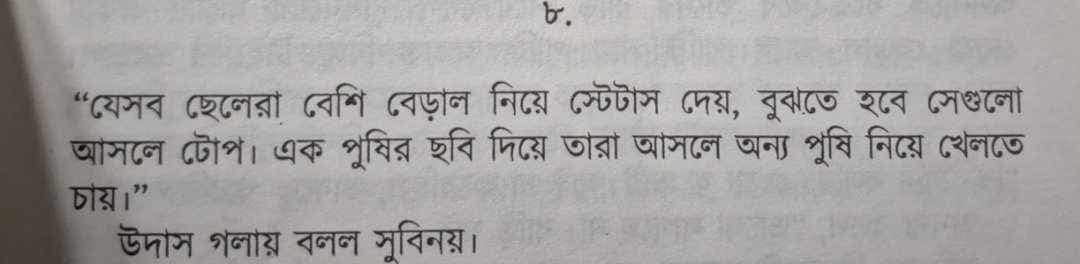 ৮.
“যেসব ছেলেরা বেশি বেড়াল নিয়ে স্টেটাস দেয়, বুঝতে হবে সেগুলো
আসলে টোপ। এক পুষির ছবি দিয়ে তারা আসলে অন্য পুষি নিয়ে খেলতে
চায়।”
উদাস গলায় বলল সুবিনয়।